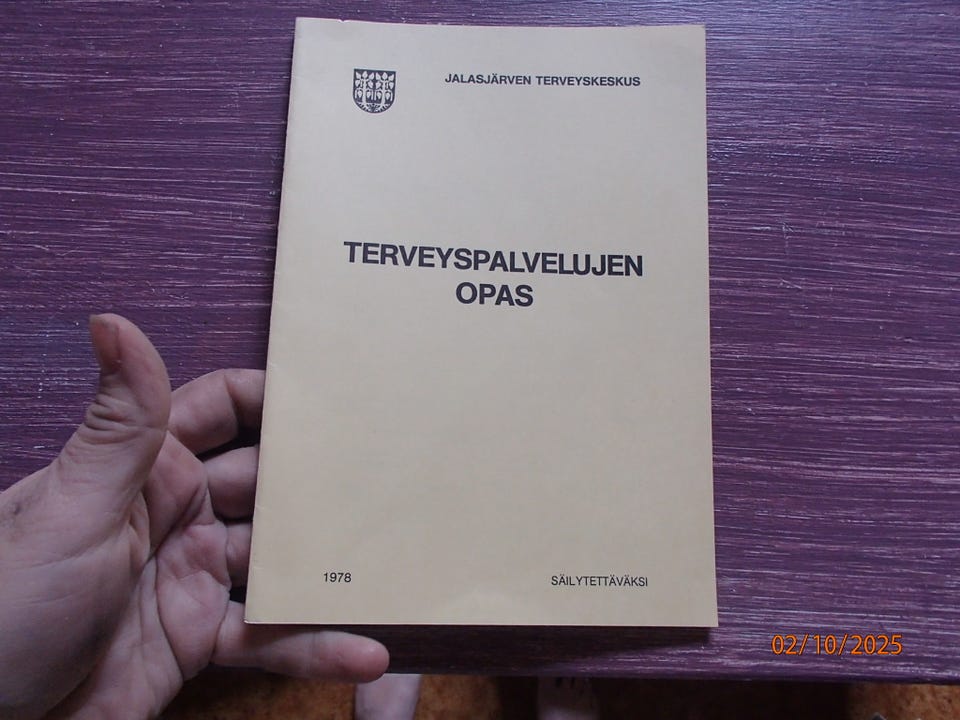 JALASJÄRVEN TERVEYSKESKUS
TERVEYSPALVELUJEN
OPAS
1978
SÄILYTETTÄVÄKSI
02/10/2025